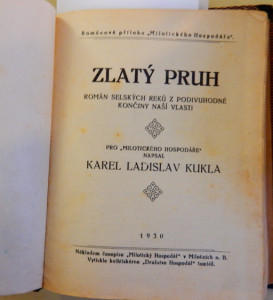 Románová příloha „Milotického Hospodáře“.
ZLATÝ PRUH
ROMÁN SELSKÝCH REKŮ Z PODIVUHODNÉ
KONČINY NAŠÍ VLASTI
PRO „MILOTICKÉHO HOSPODÁŘE“
NAPSAL
KAREL LADISLAV KUKLA
1930
Nákladem časopisu „Milotický Hospodář“ v Miloticích n. B.
Vytiskla knihtiskárna „Družstvo Hospodář“ tamtéž.